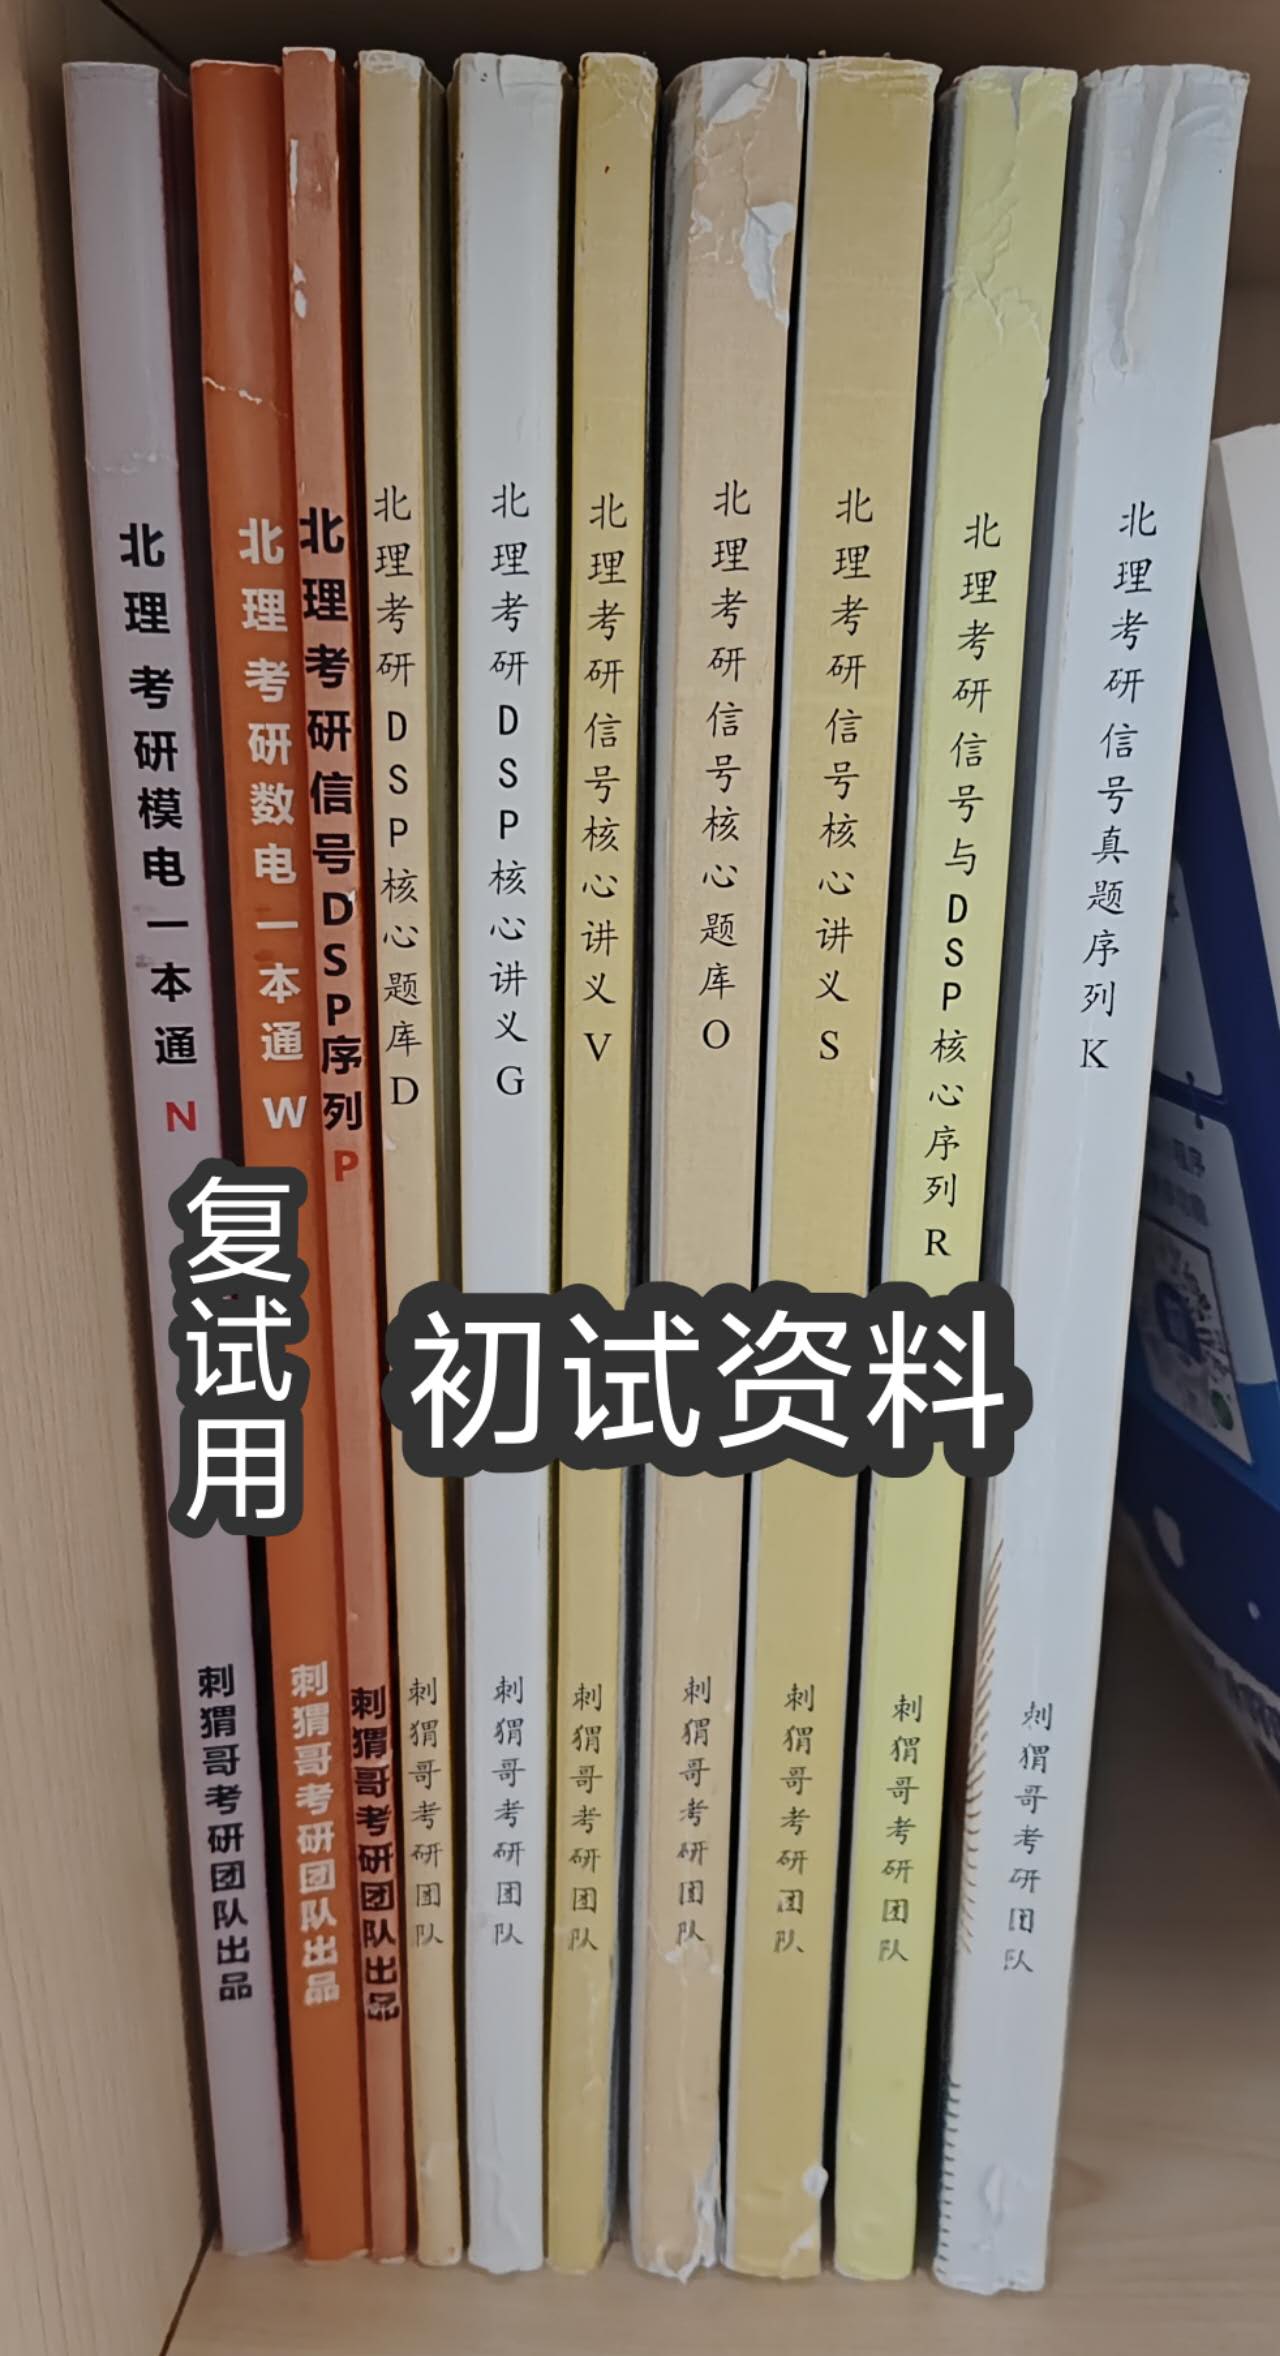 北理考研模电一本通 N
刺猬哥考研团队出品
北理考研数电一本通 W
刺猬哥考研团队出品
北理考研信号DSP序列 P
刺猬哥考研团队出品
北理考研DSP核心题库D
刺猬哥考研团队
北理考研DSP核心讲义G
刺猬哥考研团队
北理考研信号核心讲义V
刺猬哥考研团队
北理考研信号核心题库O
刺猬哥考研团队
北理考研信号核心讲义S
刺猬哥考研团队
北理考研信号与DSP核心序列R
刺猬哥考研团队
北理考研信号真题序列K
刺猬哥考研团队
复试用
初试资料